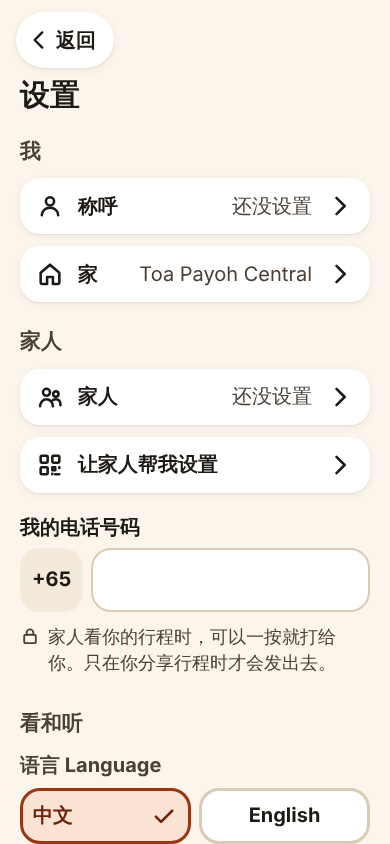 返回
设置
我
称呼 还没设置
家 Toa Payoh Central
家人
家人 还没设置
让家人帮我设置
我的电话号码
+65
家人看你的行程时，可以一按就打给
你。只在你分享行程时才会发出去。
看和听
语言 Language
中文 English